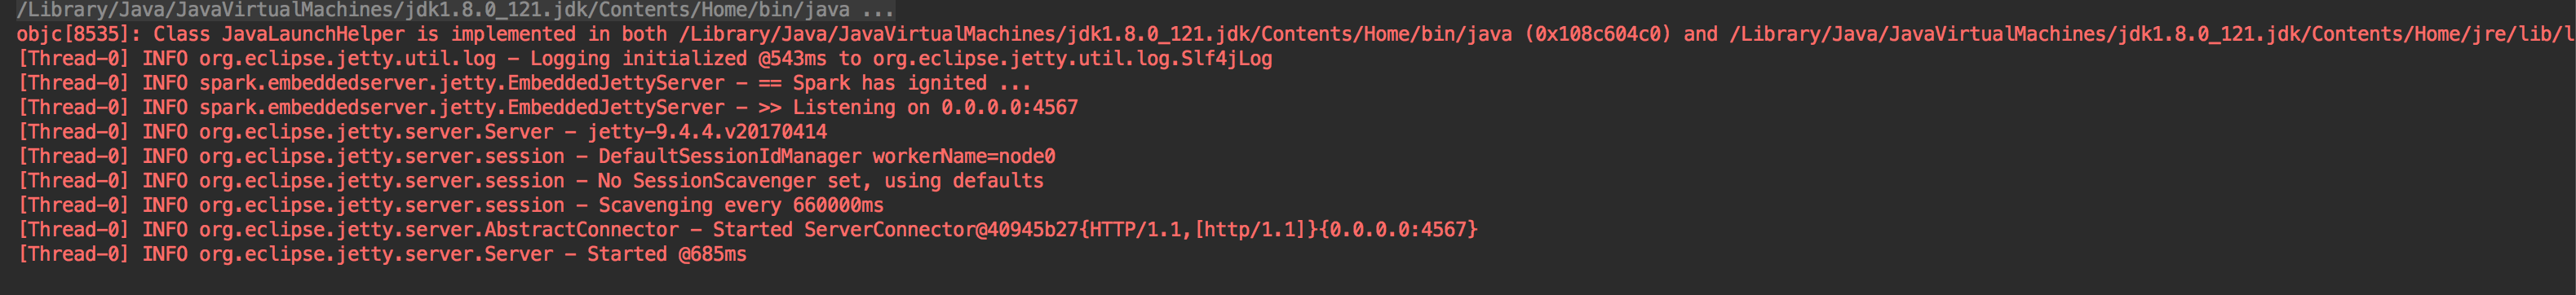 /Library/Java/JavaVirtualMachines/jdk1.8.0_121.jdk/Contents/Home/bin/java ...
objc[8535]: Class JavaLaunchHelper is implemented in both /Library/Java/JavaVirtualMachines/jdk1.8.0_121.jdk/Contents/Home/bin/java (0x108c604c0) and /Library/Java/JavaVirtualMachines/jdk1.8.0_121.jdk/Contents/Home/jre/lib/l
[Thread-0] INFO org.eclipse.jetty.util.log - Logging initialized @543ms to org.eclipse.jetty.util.log.Slf4jLog
[Thread-0] INFO spark.embeddedserver.jetty.EmbeddedJettyServer - == Spark has ignited ...
[Thread-0] INFO spark.embeddedserver.jetty.EmbeddedJettyServer - >> Listening on 0.0.0.0:4567
[Thread-0] INFO org.eclipse.jetty.server.Server - jetty-9.4.4.v20170414
[Thread-0] INFO org.eclipse.jetty.server.session - DefaultSessionIdManager workerName=node0
[Thread-0] INFO org.eclipse.jetty.server.session - No SessionScavenger set, using defaults
[Thread-0] INFO org.eclipse.jetty.server.session - Scavenging every 660000ms
[Thread-0] INFO org.eclipse.jetty.server.AbstractConnector - Started ServerConnector@40945b27{HTTP/1.1,[http/1.1]}{0.0.0.0:4567}
[Thread-0] INFO org.eclipse.jetty.server.Server - Started @685ms